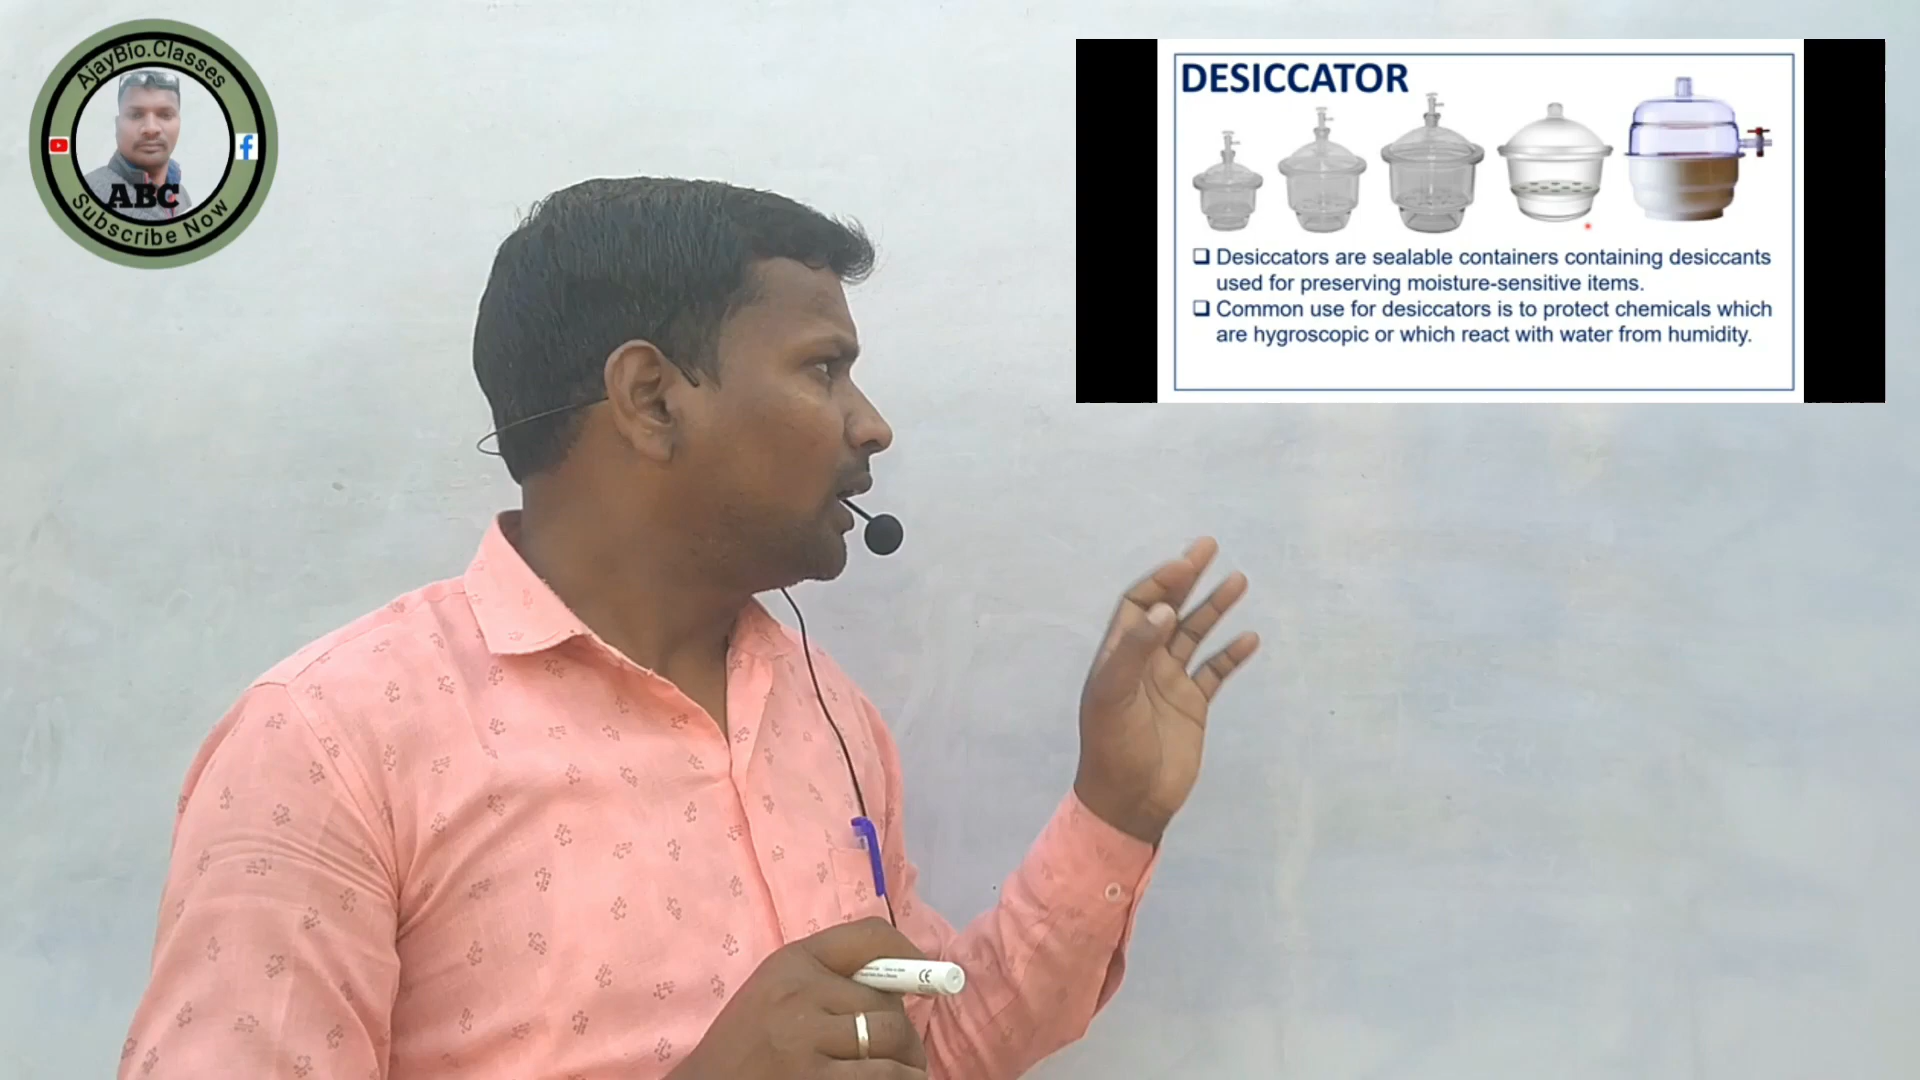 AjayBio.Classes
ABC
Subscribe Now
DESICCATOR
❑ Desiccators are sealable containers containing desiccants
used for preserving moisture-sensitive items.
❑ Common use for desiccators is to protect chemicals which
are hygroscopic or which react with water from humidity.
CE